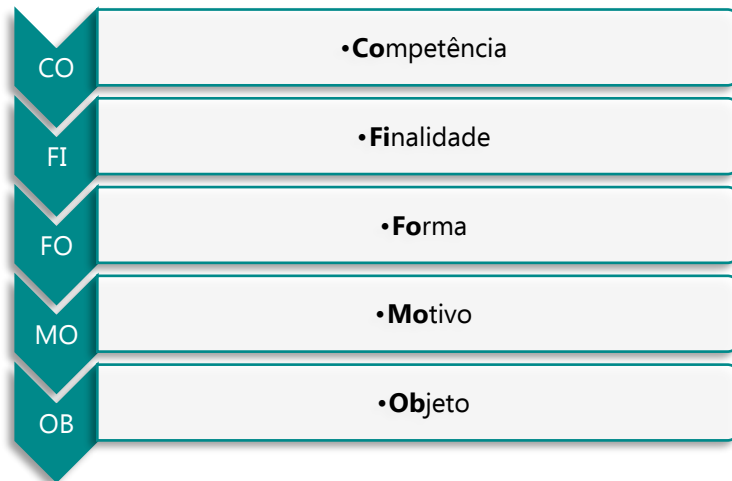 CO
•Competência
FI
•Finalidade
FO
•Forma
MO
•Motivo
OB
•Objeto